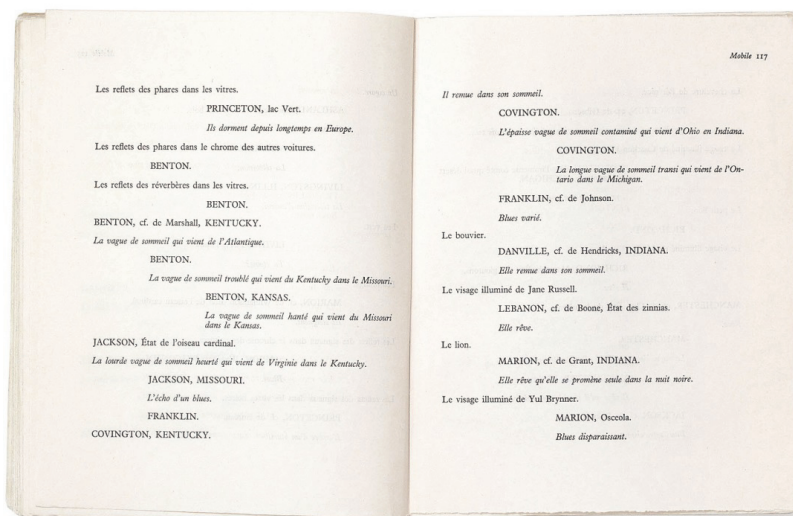 Les reflets des phares dans les vitres.
PRINCETON, lac Vert.
Ils dorment depuis longtemps en Europe.
Les reflets des phares dans le chrome des autres voitures.
BENTON.
Les reflets des réverbères dans les vitres.
BENTON.
BENTON, cf. de Marshall, KENTUCKY.
La vague de sommeil qui vient de l'Atlantique.
BENTON.
La vague de sommeil troublé qui vient du Kentucky dans le Missouri.
BENTON, KANSAS.
La vague de sommeil hanté qui vient du Missouri
dans le Kansas.
JACKSON, État de l'oiseau cardinal.
La lourde vague de sommeil heurté qui vient de Virginie dans le Kentucky.
JACKSON, MISSOURI.
L'écho d'un blues.
FRANKLIN.
COVINGTON, KENTUCKY.
Mobile 117
Il remue dans son sommeil.
COVINGTON.
L'épaisse vague de sommeil contaminé qui vient d'Ohio en Indiana.
COVINGTON.
La longue vague de sommeil transi qui vient de l'On-
tario dans le Michigan.
FRANKLIN, cf. de Johnson.
Blues varié.
Le bouvier.
DANVILLE, cf. de Hendricks, INDIANA.
Elle remue dans son sommeil.
Le visage illuminé de Jane Russell.
LEBANON, cf. de Boone, État des zinnias.
Elle rêve.
Le lion.
MARION, cf. de Grant, INDIANA.
Elle rêve qu'elle se promène seule dans la nuit noire.
Le visage illuminé de Yul Brynner.
MARION, Osceola.
Blues disparaissant.